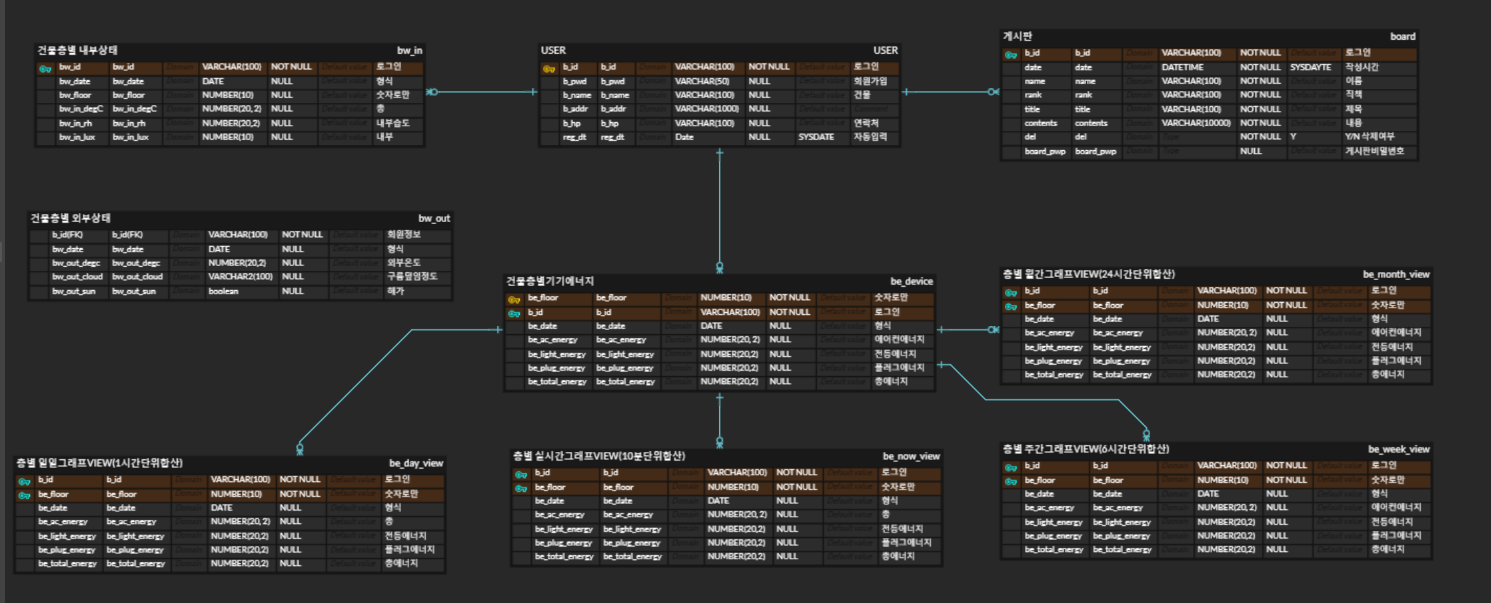 건물층별 내부상태 bw_in
bw_id bw_id Domain VARCHAR(100) NOT NULL Default value 로그인
bw_date bw_date Domain DATE NULL Default value 형식
bw_floor bw_floor Domain NUMBER(10) NULL Default value 숫자로만
bw_in_degC bw_in_degC Domain NUMBER(20, 2) NULL Default value 층
bw_in_rh bw_in_rh Domain NUMBER(20,2) NULL Default value 내부습도
bw_in_lux bw_in_lux Domain NUMBER(10) NULL Default value 내부
USER USER
b_id b_id Domain VARCHAR(100) NOT NULL Default value 로그인
b_pwd b_pwd Domain VARCHAR(50) NULL Default value 회원가입
b_name b_name Domain VARCHAR(100) NULL Default value 건물
b_addr b_addr Domain VARCHAR(1000) NULL Default value
b_hp b_hp Domain VARCHAR(100) NULL Default value 연락처
reg_dt reg_dt Domain Date NULL SYSDATE 자동입력
게시판 board
b_id b_id Domain VARCHAR(100) NOT NULL Default value 로그인
date date Domain DATETIME NOT NULL SYSDAYTE 작성시간
name name Domain VARCHAR(100) NOT NULL Default value 이름
rank rank Domain VARCHAR(100) NOT NULL Default value 직책
title title Domain VARCHAR(100) NOT NULL Default value 제목
contents contents Domain VARCHAR(10000) NOT NULL Default value 내용
del del Domain Type NOT NULL Y Y/N 삭제여부
board_pwp board_pwp Domain Type NULL Default value 게시판비밀번호
건물층별 외부상태 bw_out
b_id(FK) b_id(FK) Domain VARCHAR(100) NOT NULL Default value 회원정보
bw_date bw_date Domain DATE NULL Default value 형식
bw_out_degc bw_out_degc Domain NUMBER(20,2) NULL Default value 외부온도
bw_out_cloud bw_out_cloud Domain VARCHAR2(100) NULL Default value 구름덮임정도
bw_out_sun bw_out_sun Domain boolean NULL Default value 해가
건물층별기기에너지 be_device
be_floor be_floor Domain NUMBER(10) NOT NULL Default value 숫자로만
b_id b_id Domain VARCHAR(100) NOT NULL Default value 로그인
be_date be_date Domain DATE NULL Default value 형식
be_ac_energy be_ac_energy Domain NUMBER(20, 2) NULL Default value 에어컨에너지
be_light_energy be_light_energy Domain NUMBER(20,2) NULL Default value 전등에너지
be_plug_energy be_plug_energy Domain NUMBER(20,2) NULL Default value 플러그에너지
be_total_energy be_total_energy Domain NUMBER(20,2) NULL Default value 총에너지
층별 월간그래프VIEW(24시간단위합산) be_month_view
b_id b_id Domain VARCHAR(100) NOT NULL Default value 로그인
be_floor be_floor Domain NUMBER(10) NOT NULL Default value 숫자로만
be_date be_date Domain DATE NULL Default value 형식
be_ac_energy be_ac_energy Domain NUMBER(20, 2) NULL Default value 에어컨에너지
be_light_energy be_light_energy Domain NUMBER(20,2) NULL Default value 전등에너지
be_plug_energy be_plug_energy Domain NUMBER(20,2) NULL Default value 플러그에너지
be_total_energy be_total_energy Domain NUMBER(20,2) NULL Default value 총에너지
층별 일일그래프VIEW(1시간단위합산) be_day_view
b_id b_id Domain VARCHAR(100) NOT NULL Default value 로그인
be_floor be_floor Domain NUMBER(10) NOT NULL Default value 숫자로만
be_date be_date Domain DATE NULL Default value 형식
be_ac_energy be_ac_energy Domain NUMBER(20, 2) NULL Default value 층
be_light_energy be_light_energy Domain NUMBER(20,2) NULL Default value 전등에너지
be_plug_energy be_plug_energy Domain NUMBER(20,2) NULL Default value 플러그에너지
be_total_energy be_total_energy Domain NUMBER(20,2) NULL Default value 총에너지
층별 실시간그래프VIEW(10분단위합산) be_now_view
b_id b_id Domain VARCHAR(100) NOT NULL Default value 로그인
be_floor be_floor Domain NUMBER(10) NOT NULL Default value 숫자로만
be_date be_date Domain DATE NULL Default value 형식
be_ac_energy be_ac_energy Domain NUMBER(20, 2) NULL Default value 층
be_light_energy be_light_energy Domain NUMBER(20,2) NULL Default value 전등에너지
be_plug_energy be_plug_energy Domain NUMBER(20,2) NULL Default value 플러그에너지
be_total_energy be_total_energy Domain NUMBER(20,2) NULL Default value 총에너지
층별 주간그래프VIEW(6시간단위합산) be_week_view
b_id b_id Domain VARCHAR(100) NOT NULL Default value 로그인
be_floor be_floor Domain NUMBER(10) NOT NULL Default value 숫자로만
be_date be_date Domain DATE NULL Default value 형식
be_ac_energy be_ac_energy Domain NUMBER(20, 2) NULL Default value 에어컨에너지
be_light_energy be_light_energy Domain NUMBER(20,2) NULL Default value 전등에너지
be_plug_energy be_plug_energy Domain NUMBER(20,2) NULL Default value 플러그에너지
be_total_energy be_total_energy Domain NUMBER(20,2) NULL Default value 총에너지